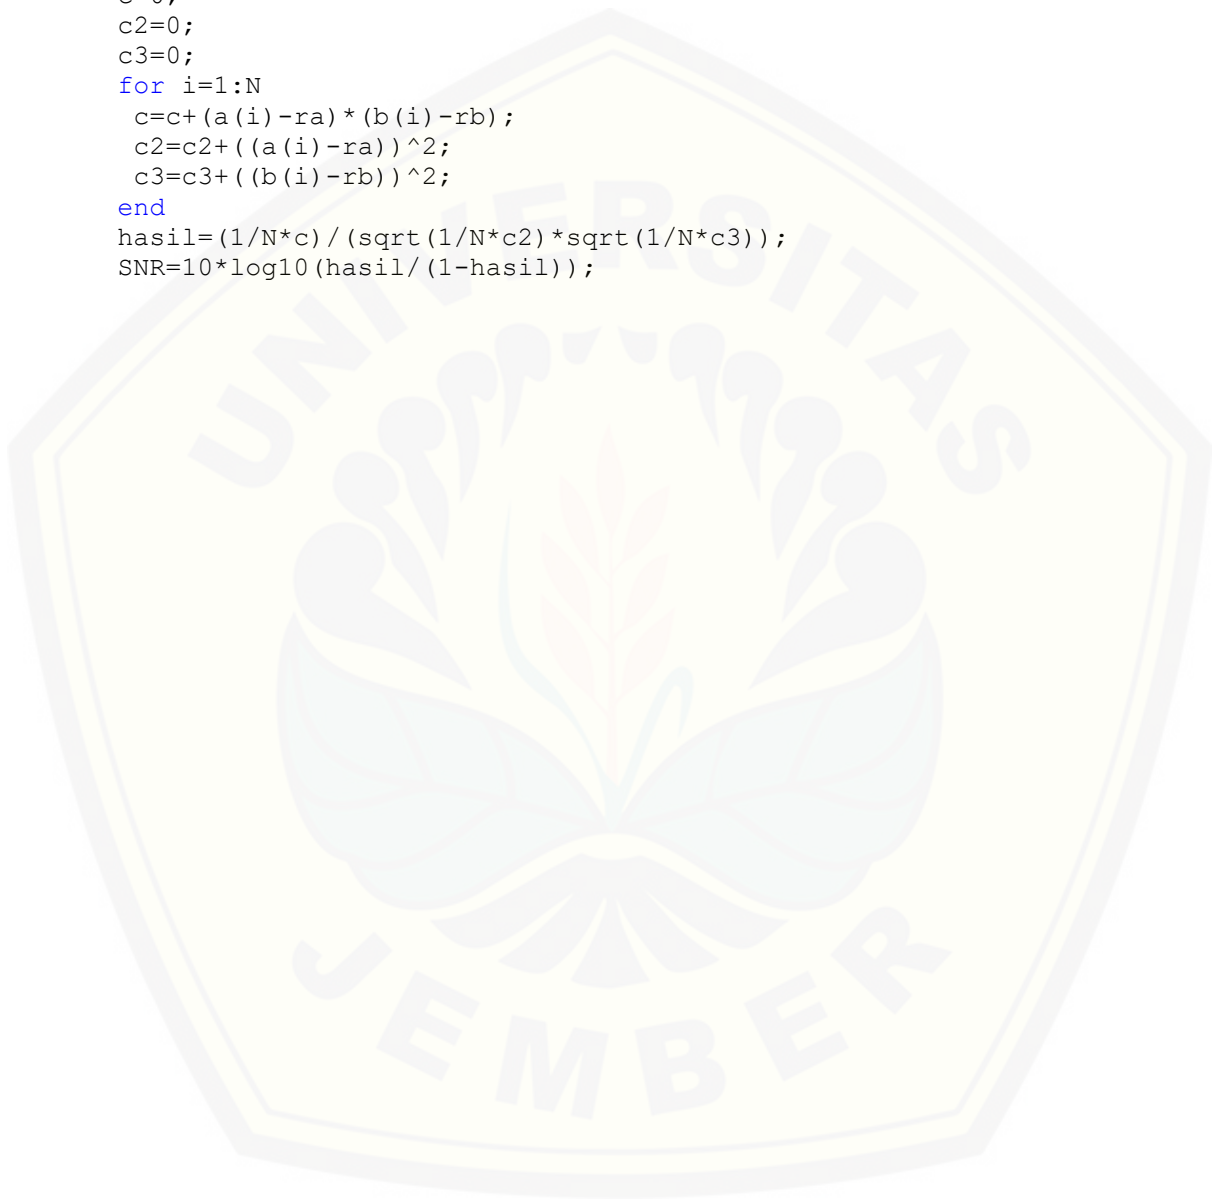 c2=0;
c3=0;
for i=1:N
c=c+(a(i)-ra)*(b(i)-rb);
c2=c2+((a(i)-ra))^2;
c3=c3+((b(i)-rb))^2;
end
hasil=(1/N*c)/(sqrt(1/N*c2)*sqrt(1/N*c3));
SNR=10*log10(hasil/(1-hasil));
UNIVERSITAS
JEMBER